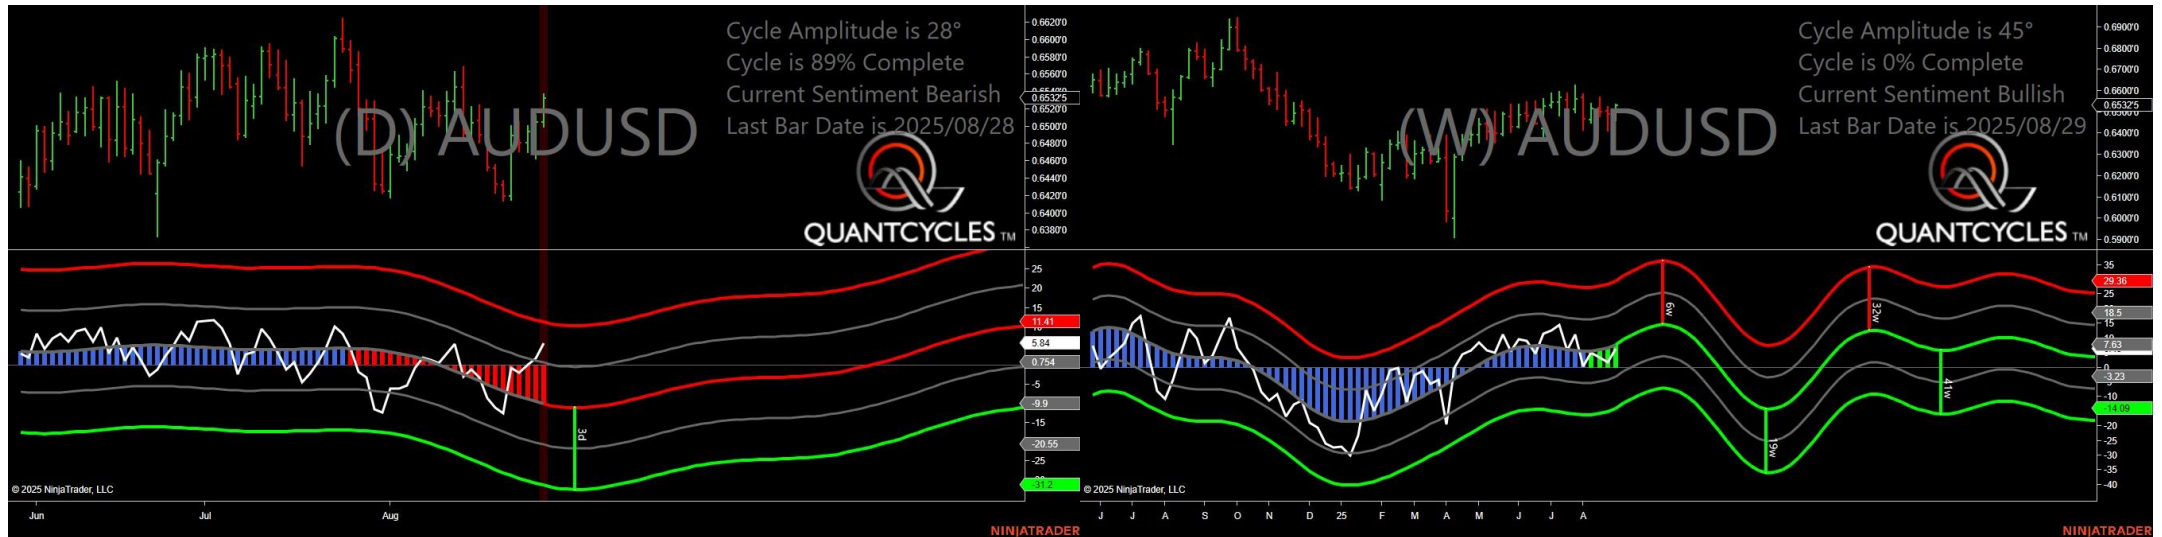 Cycle Amplitude is 28°
Cycle is 89% Complete
Current Sentiment Bearish
Last Bar Date is 2025/08/28
(D) AUDUSD
QUANTCYCLES TM
0.6620'0
0.6600'0
0.6580'0
0.6560'0
0.6532'5
0.6520'0
0.6500'0
0.6480'0
0.6460'0
0.6440'0
0.6420'0
0.6400'0
0.6380'0
25
20
15
11.41
5.84
0.754
-5
-9.9
-15
-20.55
-25
-31.2
3d
© 2025 NinjaTrader, LLC
Jun Jul Aug
NINJATRADER
Cycle Amplitude is 45°
Cycle is 0% Complete
Current Sentiment Bullish
Last Bar Date is 2025/08/29
(W) AUDUSD
QUANTCYCLES TM
0.6900'0
0.6800'0
0.6700'0
0.6600'0
0.6532'5
0.6400'0
0.6300'0
0.6200'0
0.6100'0
0.6000'0
0.5900'0
35
29.36
25
18.5
15
7.63
0
-3.23
-10
-14.09
-20
-25
-30
-35
-40
6w
19w
32w
41w
© 2025 NinjaTrader, LLC
J J A S O N D 25 F M A M J J A
NINJATRADER